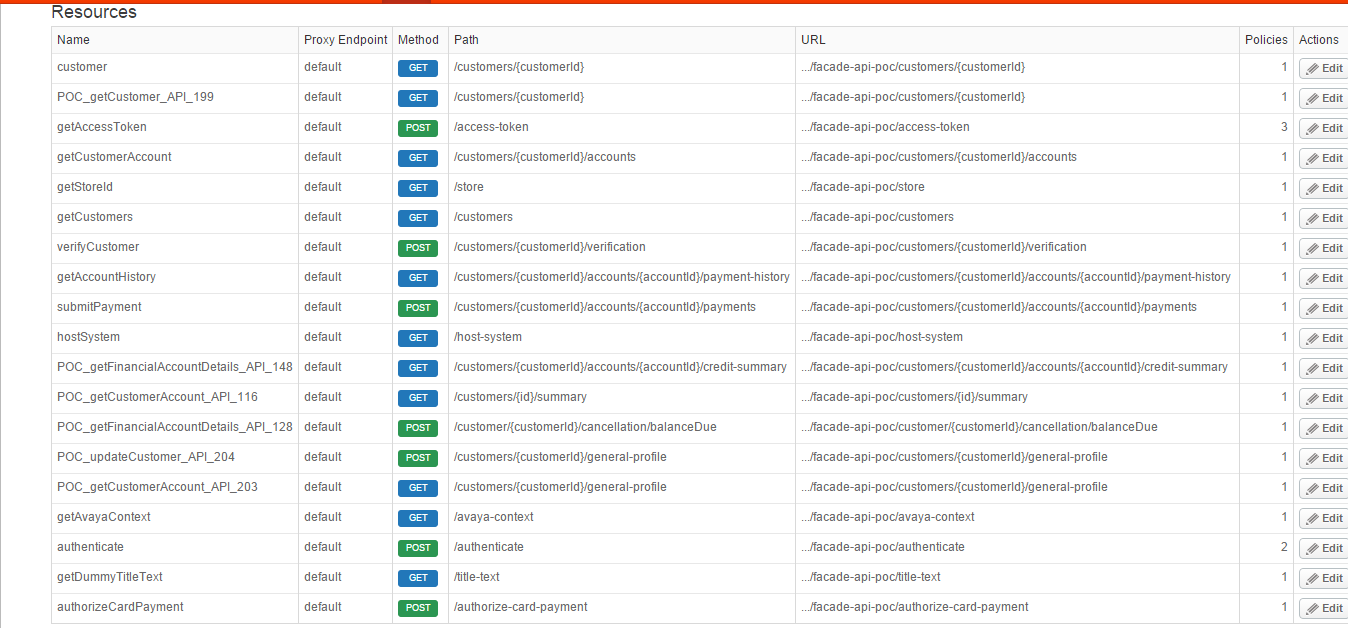 Resources
Name Proxy Endpoint Method Path URL Policies Actions
customer default GET /customers/{customerId} .../facade-api-poc/customers/{customerId} 1 Edit
POC_getCustomer_API_199 default GET /customers/{customerId} .../facade-api-poc/customers/{customerId} 1 Edit
getAccessToken default POST /access-token .../facade-api-poc/access-token 3 Edit
getCustomerAccount default GET /customers/{customerId}/accounts .../facade-api-poc/customers/{customerId}/accounts 1 Edit
getStoreId default GET /store .../facade-api-poc/store 1 Edit
getCustomers default GET /customers .../facade-api-poc/customers 1 Edit
verifyCustomer default POST /customers/{customerId}/verification .../facade-api-poc/customers/{customerId}/verification 1 Edit
getAccountHistory default GET /customers/{customerId}/accounts/{accountId}/payment-history .../facade-api-poc/customers/{customerId}/accounts/{accountId}/payment-history 1 Edit
submitPayment default POST /customers/{customerId}/accounts/{accountId}/payments .../facade-api-poc/customers/{customerId}/accounts/{accountId}/payments 1 Edit
hostSystem default GET /host-system .../facade-api-poc/host-system 1 Edit
POC_getFinancialAccountDetails_API_148 default GET /customers/{customerId}/accounts/{accountId}/credit-summary .../facade-api-poc/customers/{customerId}/accounts/{accountId}/credit-summary 1 Edit
POC_getCustomerAccount_API_116 default GET /customers/{id}/summary .../facade-api-poc/customers/{id}/summary 1 Edit
POC_getFinancialAccountDetails_API_128 default POST /customer/{customerId}/cancellation/balanceDue .../facade-api-poc/customer/{customerId}/cancellation/balanceDue 1 Edit
POC_updateCustomer_API_204 default POST /customers/{customerId}/general-profile .../facade-api-poc/customers/{customerId}/general-profile 1 Edit
POC_getCustomerAccount_API_203 default GET /customers/{customerId}/general-profile .../facade-api-poc/customers/{customerId}/general-profile 1 Edit
getAvayaContext default GET /avaya-context .../facade-api-poc/avaya-context 1 Edit
authenticate default POST /authenticate .../facade-api-poc/authenticate 2 Edit
getDummyTitleText default GET /title-text .../facade-api-poc/title-text 1 Edit
authorizeCardPayment default POST /authorize-card-payment .../facade-api-poc/authorize-card-payment 1 Edit